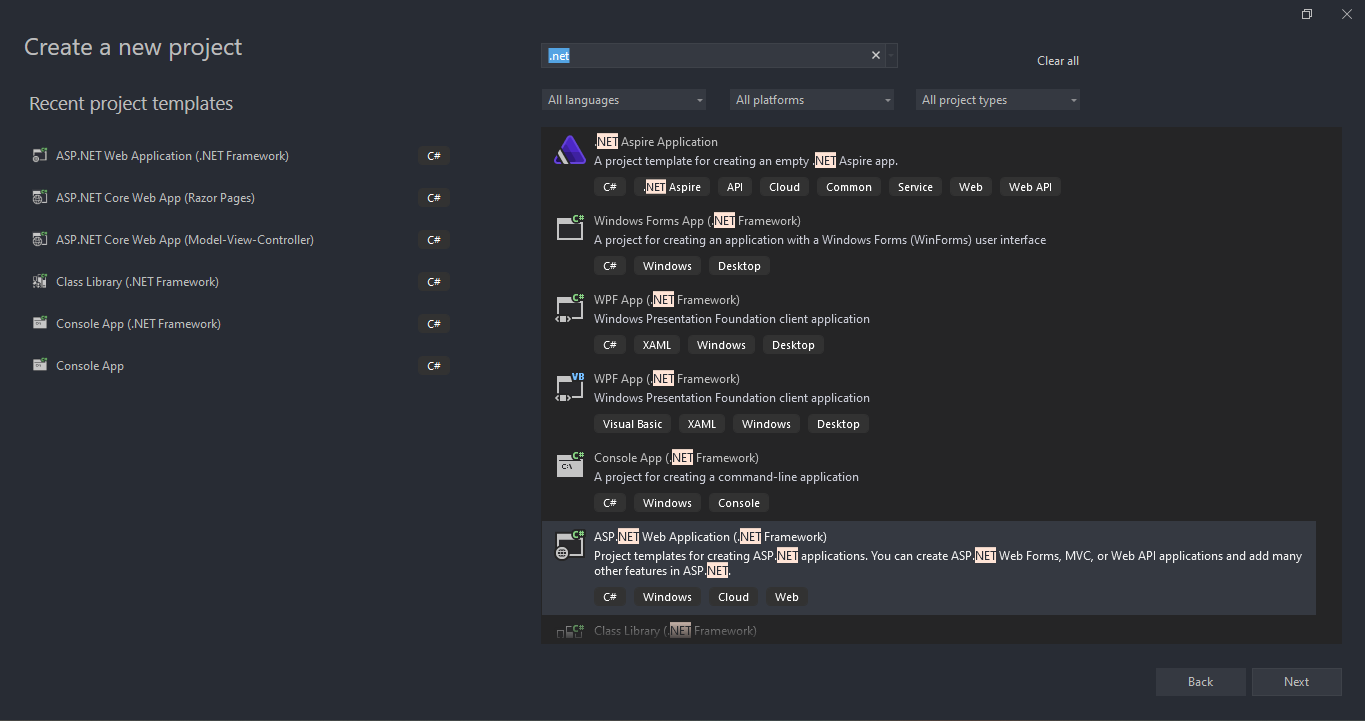 Create a new project
Recent project templates
ASP.NET Web Application (.NET Framework) C#
ASP.NET Core Web App (Razor Pages) C#
ASP.NET Core Web App (Model-View-Controller) C#
Class Library (.NET Framework) C#
Console App (.NET Framework) C#
Console App C#
.net
Clear all
All languages All platforms All project types
.NET Aspire Application
A project template for creating an empty .NET Aspire app.
C# .NET Aspire API Cloud Common Service Web Web API
C#
Windows Forms App (.NET Framework)
A project for creating an application with a Windows Forms (WinForms) user interface
C# Windows Desktop
C#
WPF App (.NET Framework)
Windows Presentation Foundation client application
C# XAML Windows Desktop
VB
WPF App (.NET Framework)
Windows Presentation Foundation client application
Visual Basic XAML Windows Desktop
C#
C:\
Console App (.NET Framework)
A project for creating a command-line application
C# Windows Console
C#
ASP.NET Web Application (.NET Framework)
Project templates for creating ASP.NET applications. You can create ASP.NET Web Forms, MVC, or Web API applications and add many
other features in ASP.NET.
C# Windows Cloud Web
C#
Class Library (.NET Framework)
Back Next